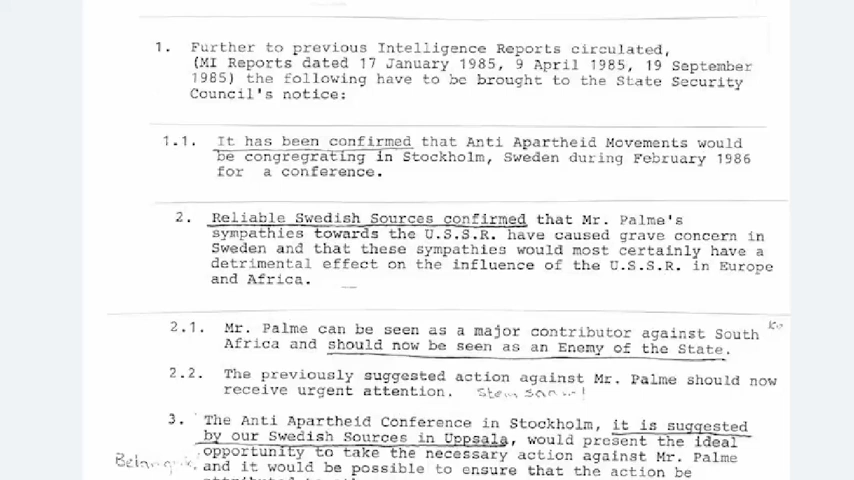 1. Further to previous Intelligence Reports circulated,
(MI Reports dated 17 January 1985, 9 April 1985, 19 September
1985) the following have to be brought to the State Security
Council's notice:
1.1. It has been confirmed that Anti Apartheid Movements would
be congregrating in Stockholm, Sweden during February 1986
for a conference.
2. Reliable Swedish Sources confirmed that Mr. Palme's
sympathies towards the U.S.S.R. have caused grave concern in
Sweden and that these sympathies would most certainly have a
detrimental effect on the influence of the U.S.S.R. in Europe
and Africa.
2.1. Mr. Palme can be seen as a major contributor against South
Africa and should now be seen as an Enemy of the State.
2.2. The previously suggested action against Mr. Palme should now
receive urgent attention. Stem saam!
3. The Anti Apartheid Conference in Stockholm, it is suggested
by our Swedish Sources in Uppsala, would present the ideal
opportunity to take the necessary action against Mr. Palme
and it would be possible to ensure that the action be